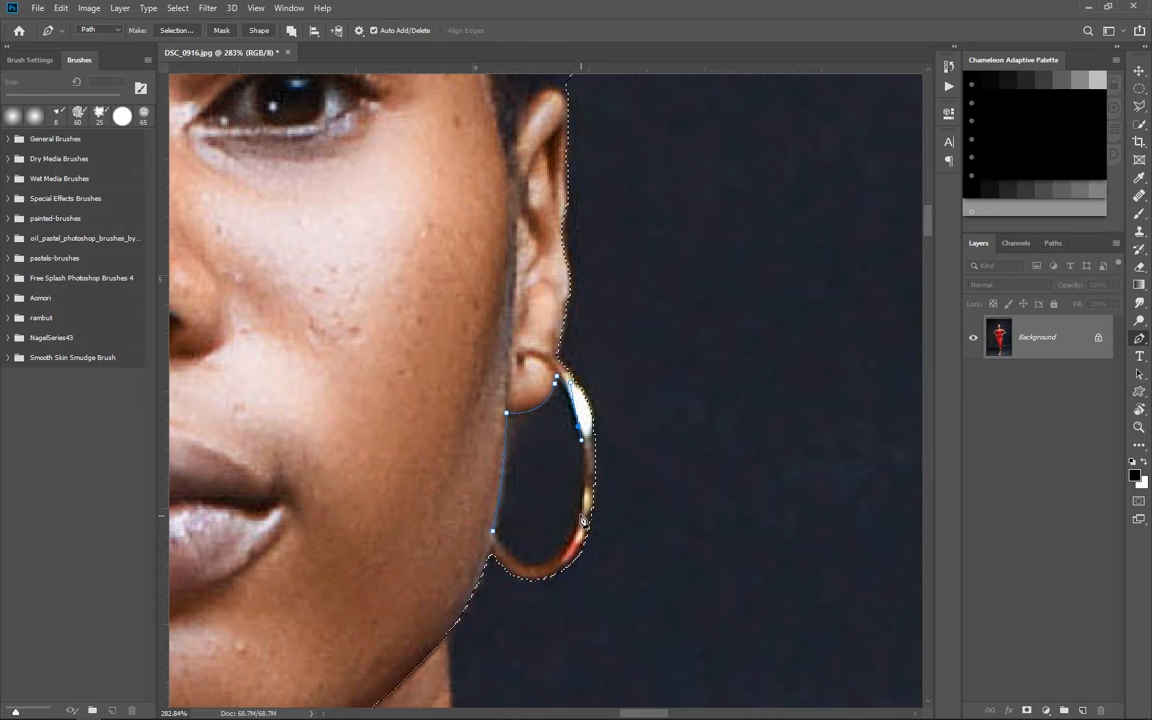 File Edit Image Layer Type Select Filter 3D View Window Help
Path Make: Selection... Mask Shape Auto Add/Delete Align Edges
Brush Settings Brushes DSC_0916.jpg @ 283% (RGB/8) * Chameleon Adaptive Palette
Size:
8 60 25 65
General Brushes
Dry Media Brushes
Wet Media Brushes
Special Effects Brushes
painted-brushes
oil_pastel_photoshop_brushes_by...
pastels-brushes
Free Splash Photoshop Brushes 4
Aomori
rambut
NagelSeries43
Smooth Skin Smudge Brush
Layers Channels Paths
Kind
Normal Opacity: 100%
Lock: Fill: 100%
Background
282.84% Doc: 68.7M/68.7M